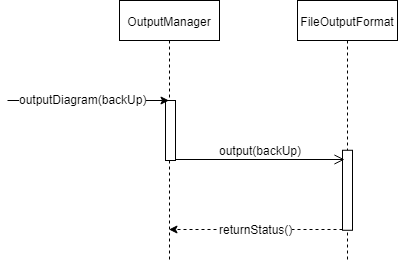 OutputManager
FileOutputFormat
outputDiagram(backUp)
output(backUp)
returnStatus()